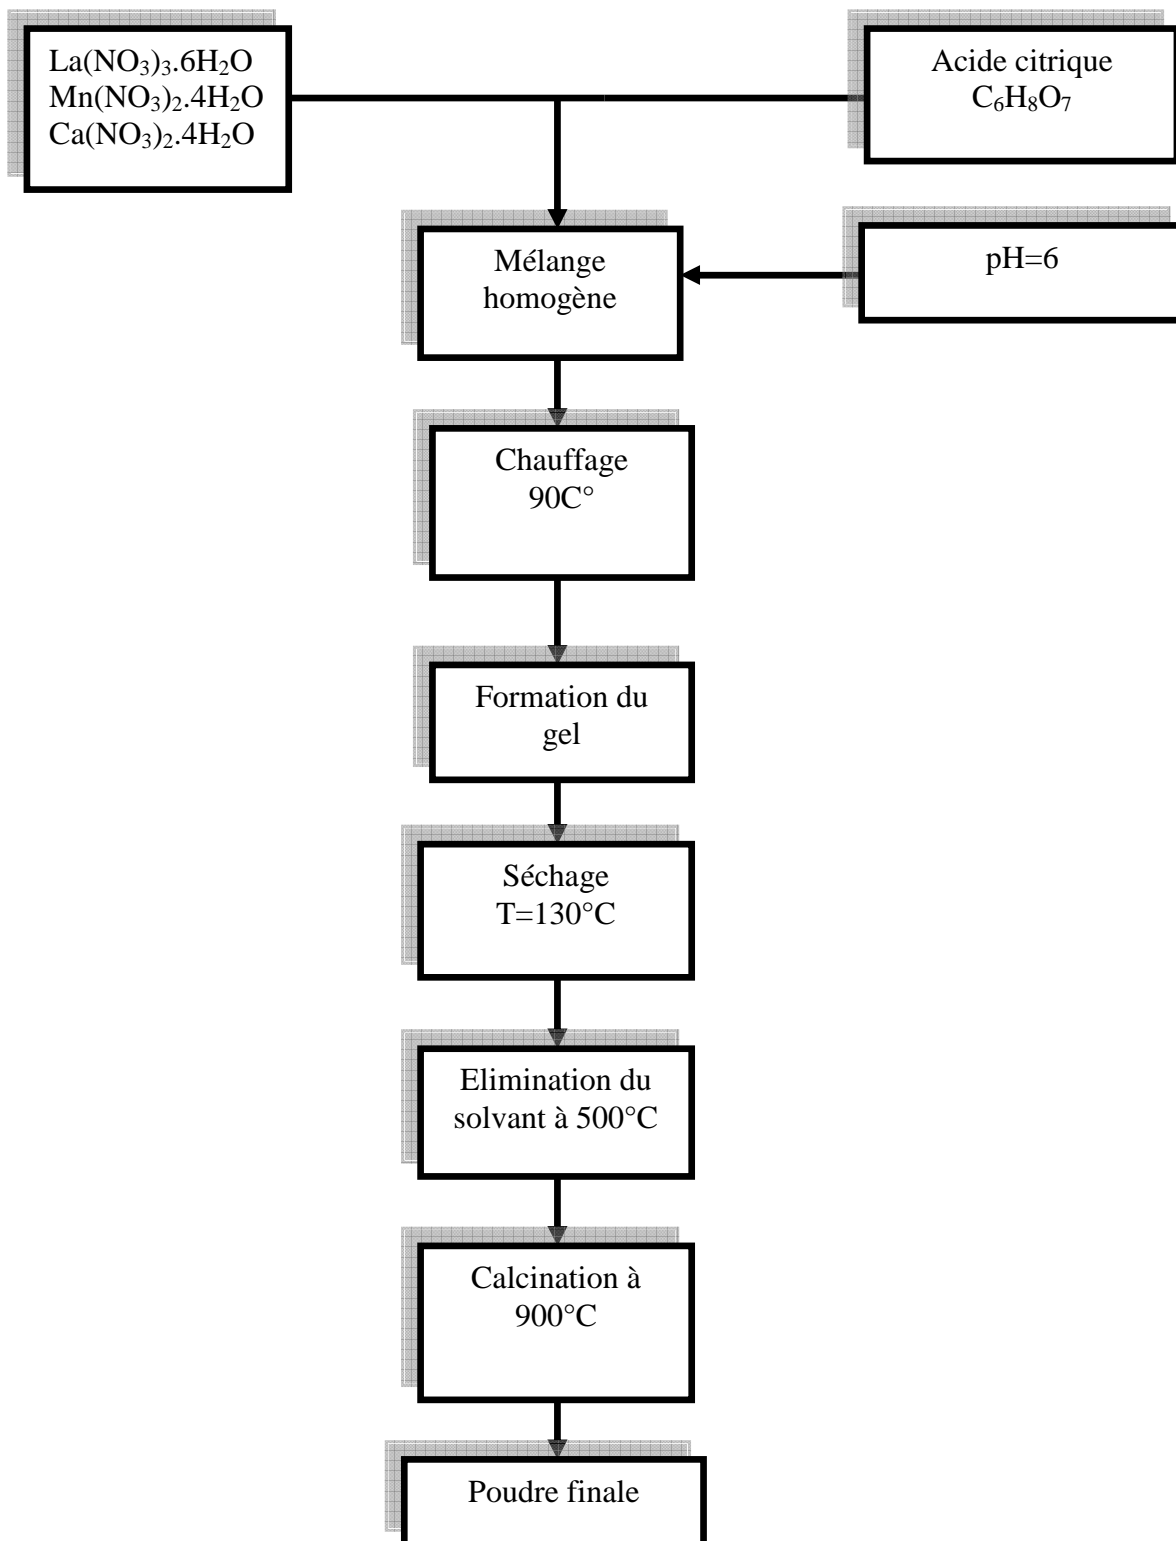 La(NO₃)₃.6H₂O
Mn(NO₃)₂.4H₂O
Ca(NO₃)₂.4H₂O
Acide citrique
C₆H₈O₇
Mélange
homogène
pH=6
Chauffage
90C°
Formation du
gel
Séchage
T=130°C
Elimination du
solvant à 500°C
Calcination à
900°C
Poudre finale